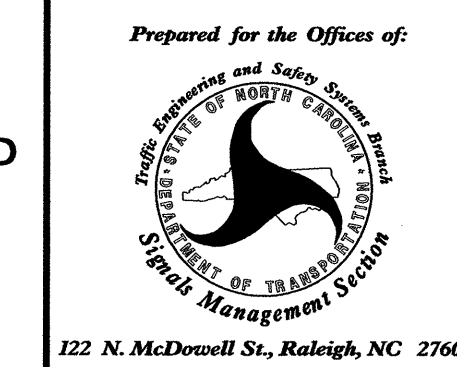 Prepared for the Offices of:
Traffic Engineering and Safety Systems Branch
STATE OF NORTH CAROLINA
DEPARTMENT OF TRANSPORTATION
Signals Management Section
122 N. McDowell St., Raleigh, NC 2760